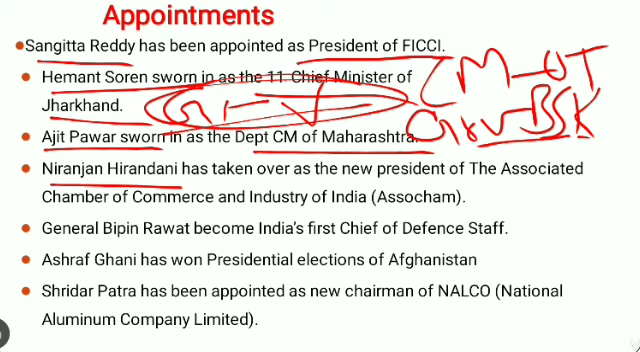 Appointments
•Sangitta Reddy has been appointed as President of FICCI.
• Hemant Soren sworn in as the 11 Chief Minister of
Jharkhand.
CM-UT
• Ajit Pawar sworn in as the Dept CM of Maharashtra.
BSK
• Niranjan Hirandani has taken over as the new president of The Associated
Chamber of Commerce and Industry of India (Assocham).
• General Bipin Rawat become India's first Chief of Defence Staff.
• Ashraf Ghani has won Presidential elections of Afghanistan
• Shridar Patra has been appointed as new chairman of NALCO (National
Aluminum Company Limited).